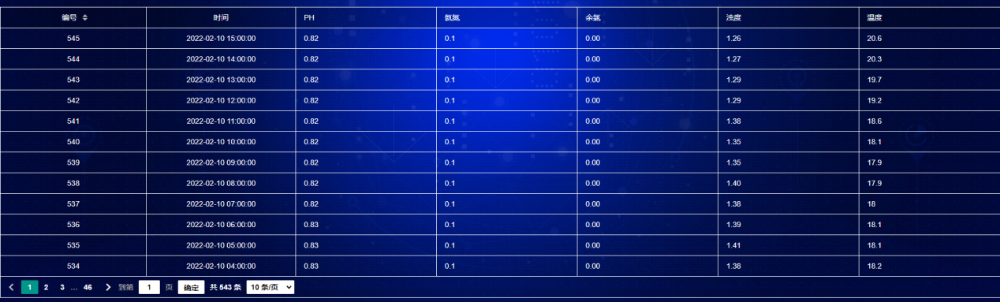 编号 时间 PH 氨氮 余氯 浊度 温度
545 2022-02-10 15:00:00 0.82 0.1 0.00 1.26 20.6
544 2022-02-10 14:00:00 0.82 0.1 0.00 1.27 20.3
543 2022-02-10 13:00:00 0.82 0.1 0.00 1.29 19.7
542 2022-02-10 12:00:00 0.82 0.1 0.00 1.29 19.2
541 2022-02-10 11:00:00 0.82 0.1 0.00 1.38 18.6
540 2022-02-10 10:00:00 0.82 0.1 0.00 1.35 18.1
539 2022-02-10 09:00:00 0.82 0.1 0.00 1.35 17.9
538 2022-02-10 08:00:00 0.82 0.1 0.00 1.40 17.9
537 2022-02-10 07:00:00 0.82 0.1 0.00 1.38 18
536 2022-02-10 06:00:00 0.83 0.1 0.00 1.39 18.1
535 2022-02-10 05:00:00 0.83 0.1 0.00 1.41 18.1
534 2022-02-10 04:00:00 0.83 0.1 0.00 1.38 18.2
1 2 3 … 46 到第 1 页 确定 共 543 条 10 条/页